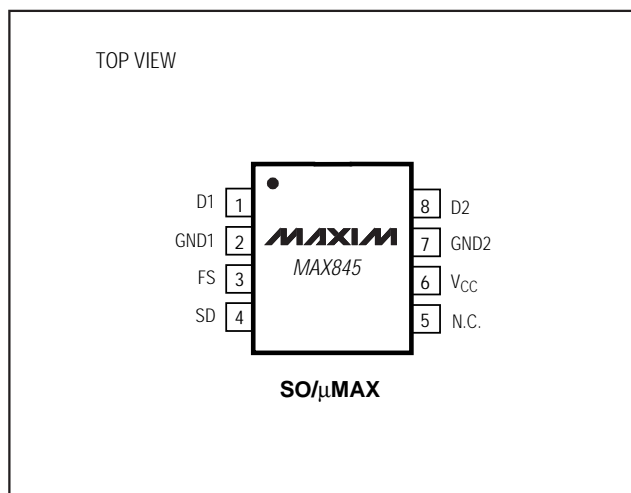 TOP VIEW
D1 1 8 D2
GND1 2 MAXIM 7 GND2
FS 3 MAX845 6 VCC
SD 4 5 N.C.
SO/µMAX